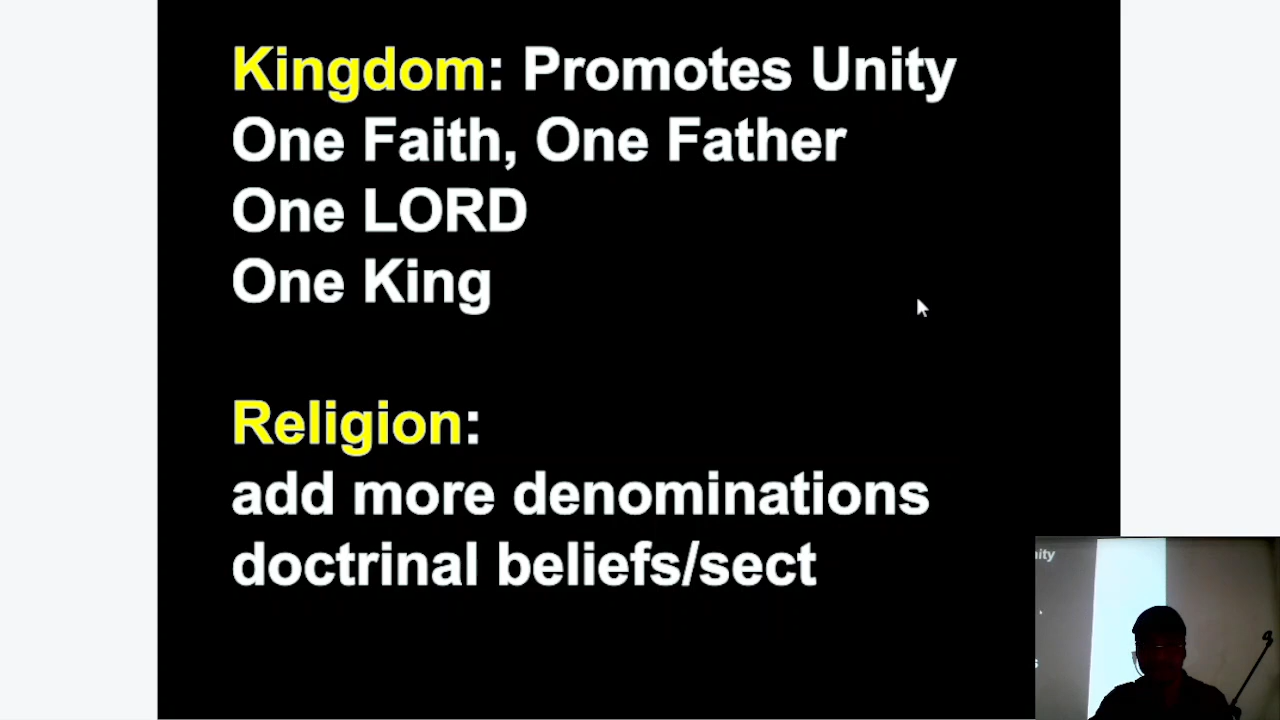 Kingdom: Promotes Unity
One Faith, One Father
One LORD
One King
Religion:
add more denominations
doctrinal beliefs/sect